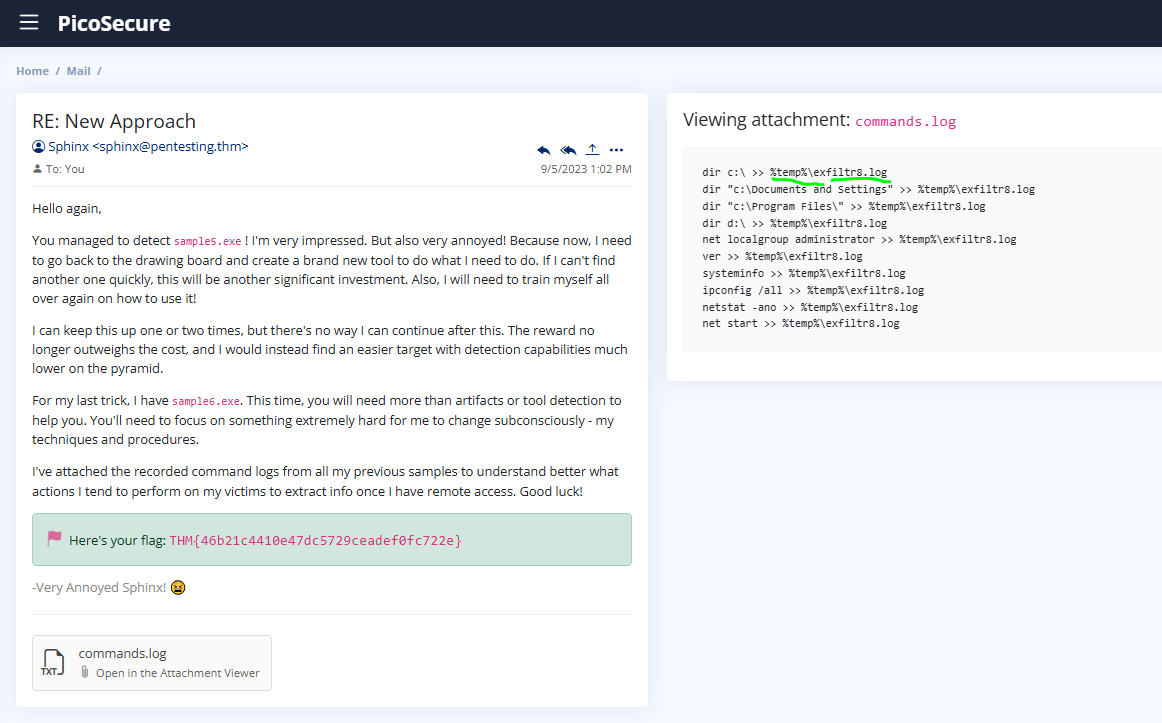 PicoSecure
Home / Mail /
RE: New Approach
Sphinx <sphinx@pentesting.thm>
To: You
9/5/2023 1:02 PM
Hello again,
You managed to detect sample5.exe ! I'm very impressed. But also very annoyed! Because now, I need
to go back to the drawing board and create a brand new tool to do what I need to do. If I can't find
another one quickly, this will be another significant investment. Also, I will need to train myself all
over again on how to use it!
I can keep this up one or two times, but there's no way I can continue after this. The reward no
longer outweighs the cost, and I would instead find an easier target with detection capabilities much
lower on the pyramid.
For my last trick, I have sample6.exe. This time, you will need more than artifacts or tool detection to
help you. You'll need to focus on something extremely hard for me to change subconsciously - my
techniques and procedures.
I've attached the recorded command logs from all my previous samples to understand better what
actions I tend to perform on my victims to extract info once I have remote access. Good luck!
Here's your flag: THM{46b21c4410e47dc5729ceadef0fc722e}
-Very Annoyed Sphinx! 😫
TXT
commands.log
Open in the Attachment Viewer
Viewing attachment: commands.log
dir c:\ >> %temp%\exfiltr8.log
dir "c:\Documents and Settings" >> %temp%\exfiltr8.log
dir "c:\Program Files\" >> %temp%\exfiltr8.log
dir d:\ >> %temp%\exfiltr8.log
net localgroup administrator >> %temp%\exfiltr8.log
ver >> %temp%\exfiltr8.log
systeminfo >> %temp%\exfiltr8.log
ipconfig /all >> %temp%\exfiltr8.log
netstat -ano >> %temp%\exfiltr8.log
net start >> %temp%\exfiltr8.log